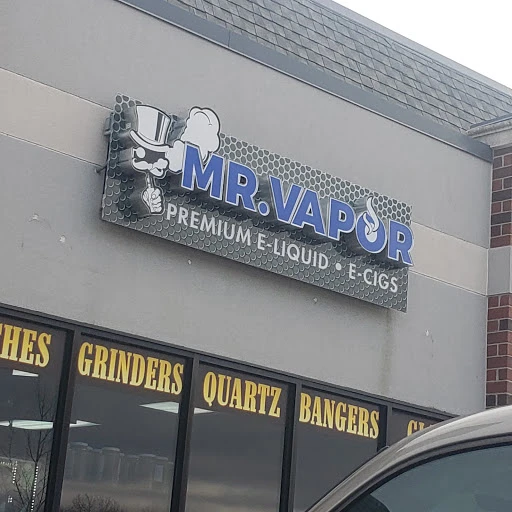 MR. VAPOR
PREMIUM E-LIQUID • E-CIGS
GRINDERS
QUARTZ
BANGERS